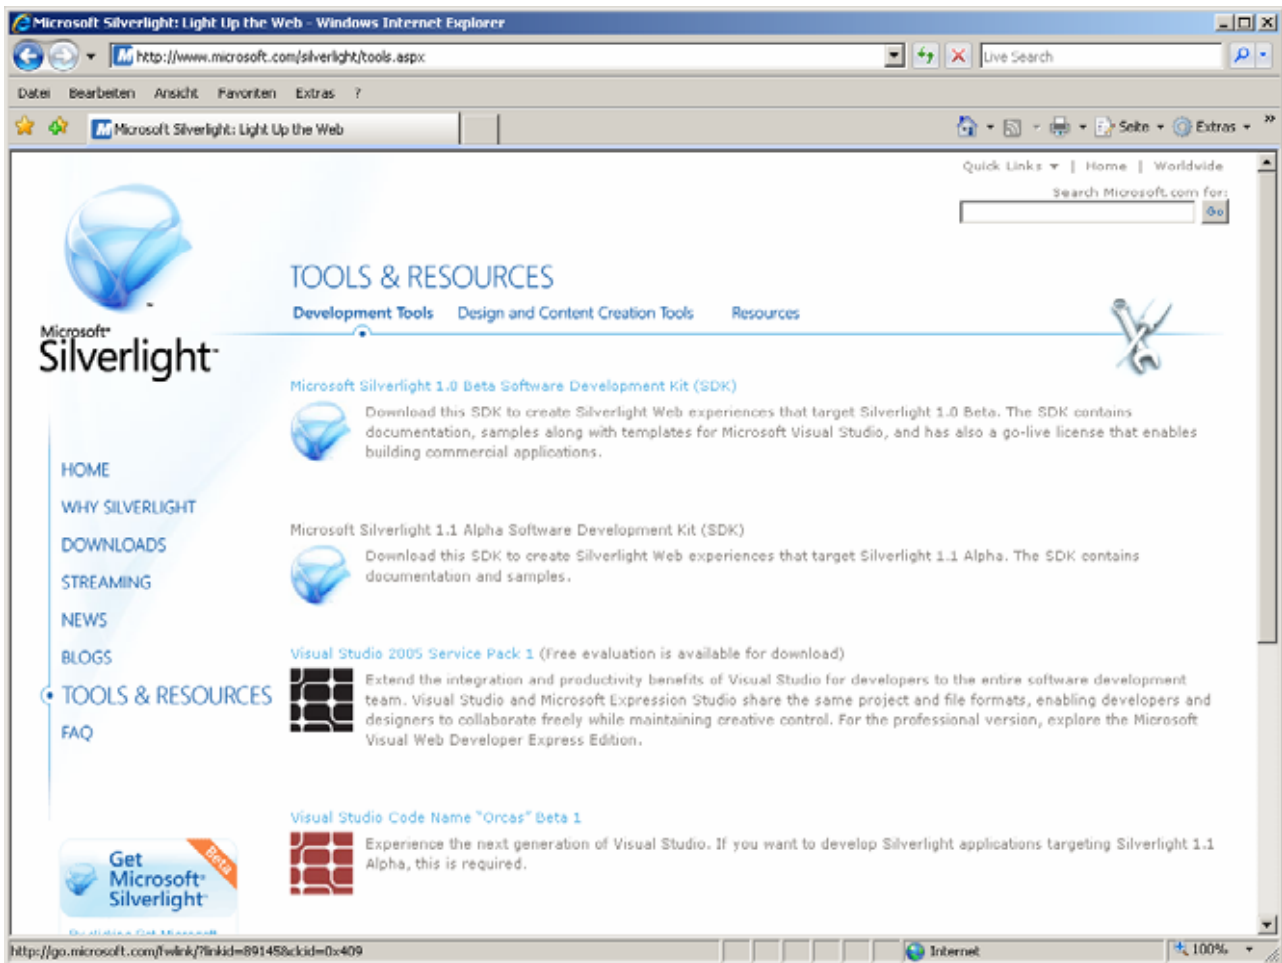 Microsoft Silverlight: Light Up the Web - Windows Internet Explorer
http://www.microsoft.com/silverlight/tools.aspx
Live Search
Datei Bearbeiten Ansicht Favoriten Extras ?
Microsoft Silverlight: Light Up the Web
Seite Extras
Quick Links | Home | Worldwide
Search Microsoft.com for:
Go
TOOLS & RESOURCES
Development Tools Design and Content Creation Tools Resources
Microsoft
Silverlight
Microsoft Silverlight 1.0 Beta Software Development Kit (SDK)
Download this SDK to create Silverlight Web experiences that target Silverlight 1.0 Beta. The SDK contains
documentation, samples along with templates for Microsoft Visual Studio, and has also a go-live license that enables
building commercial applications.
HOME
WHY SILVERLIGHT
DOWNLOADS
STREAMING
NEWS
BLOGS
TOOLS & RESOURCES
FAQ
Microsoft Silverlight 1.1 Alpha Software Development Kit (SDK)
Download this SDK to create Silverlight Web experiences that target Silverlight 1.1 Alpha. The SDK contains
documentation and samples.
Visual Studio 2005 Service Pack 1 (Free evaluation is available for download)
Extend the integration and productivity benefits of Visual Studio for developers to the entire software development
team. Visual Studio and Microsoft Expression Studio share the same project and file formats, enabling developers and
designers to collaborate freely while maintaining creative control. For the professional version, explore the Microsoft
Visual Web Developer Express Edition.
Visual Studio Code Name "Orcas" Beta 1
Experience the next generation of Visual Studio. If you want to develop Silverlight applications targeting Silverlight 1.1
Alpha, this is required.
Get
Microsoft
Silverlight
Beta
By clicking Get Microsoft
http://go.microsoft.com/fwlink/?linkid=89145&clcid=0x409
Internet
100%